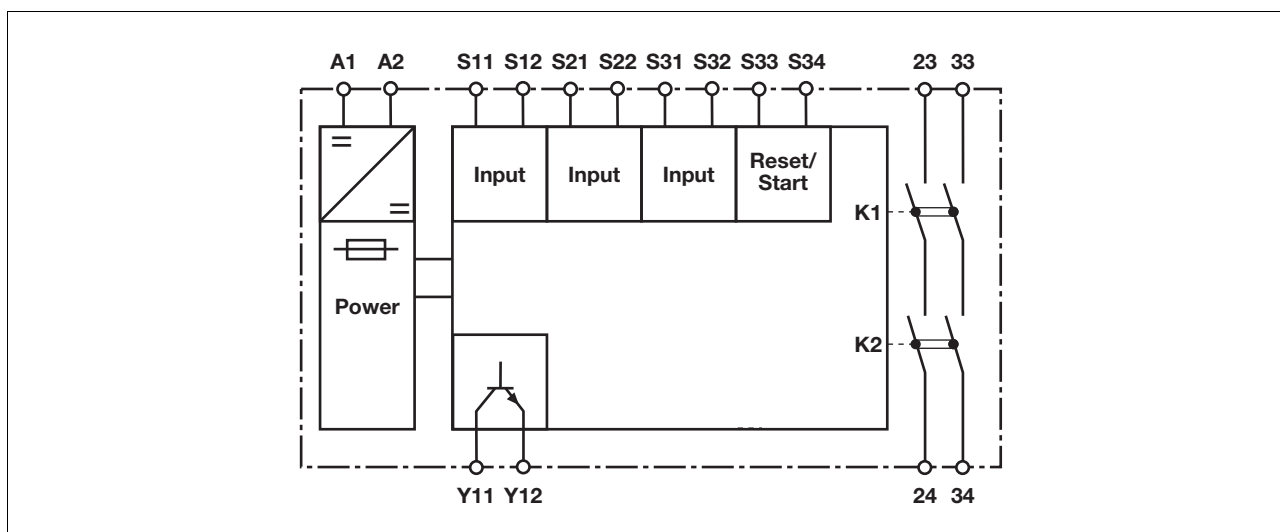 A1 A2 S11 S12 S21 S22 S31 S32 S33 S34 23 33
Input Input Input Reset/
Start
K1
Power
K2
Y11 Y12 24 34